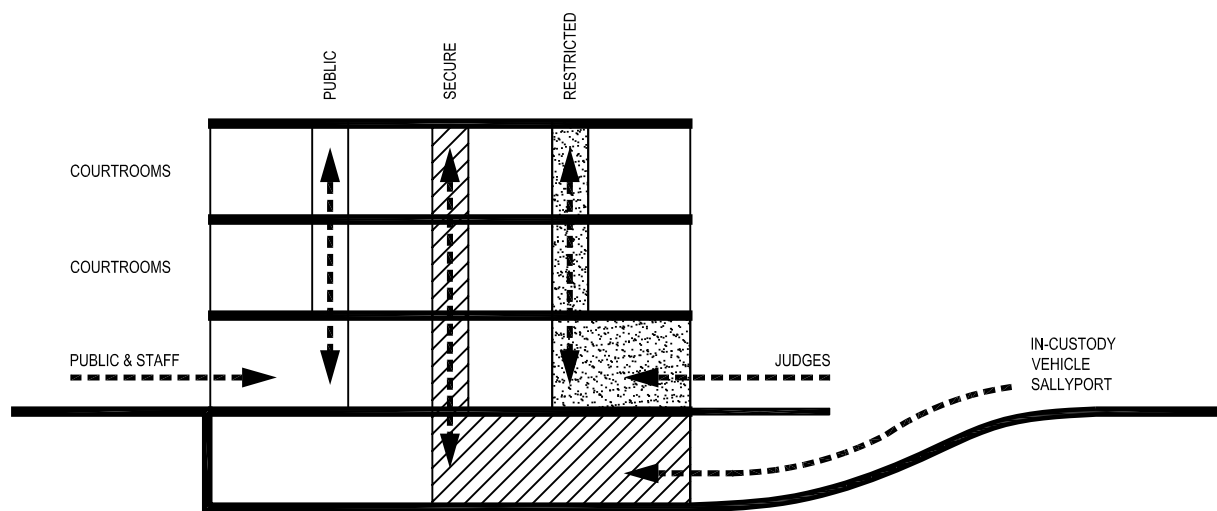 PUBLIC
SECURE
RESTRICTED
COURTROOMS
COURTROOMS
PUBLIC & STAFF
JUDGES
IN-CUSTODY
VEHICLE
SALLYPORT